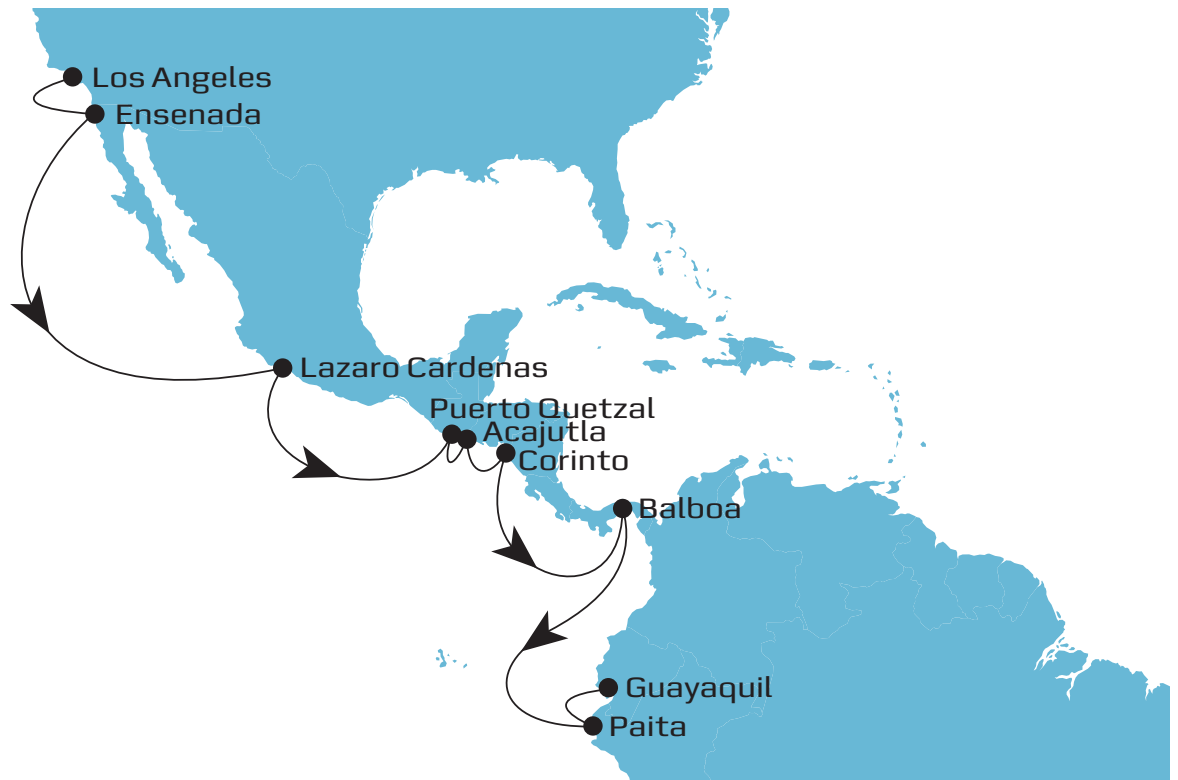 Los Angeles
Ensenada
Lazaro Cardenas
Puerto Quetzal
Acajutla
Corinto
Balboa
Guayaquil
Paita